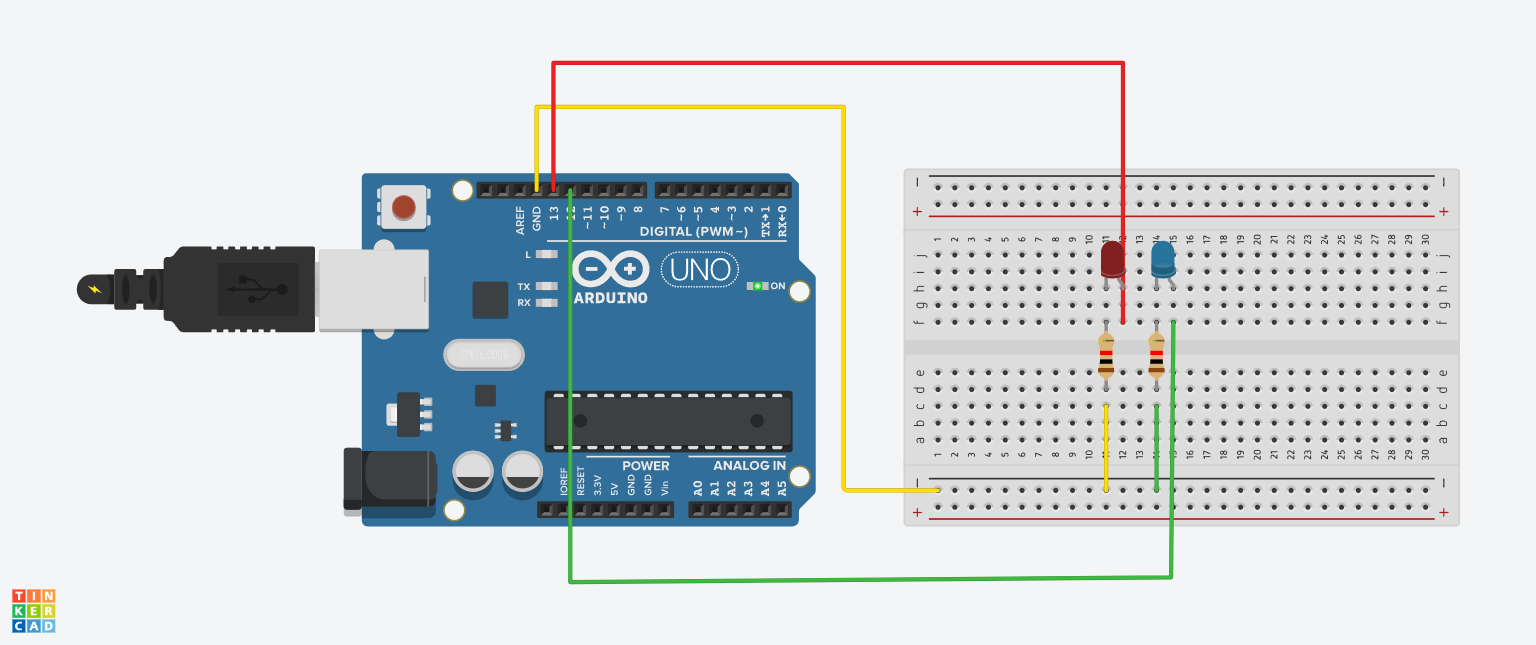 − −
+ +
1 2 3 4 5 6 7 8 9 10 11 12 13 14 15 16 17 18 19 20 21 22 23 24 25 26 27 28 29 30
AREF GND 13 12 ~11 ~10 ~9 8 7 ~6 ~5 4 ~3 2 TX→1 RX←0
DIGITAL (PWM~)
L
j j
i i
h h
g g
f f
UNO
TX
RX
ARDUINO
ON
e e
d d
c c
b b
a a
1 2 3 4 5 6 7 8 9 10 11 12 13 14 15 16 17 18 19 20 21 22 23 24 25 26 27 28 29 30
POWER ANALOG IN
IOREF RESET 3.3V 5V GND GND Vin A0 A1 A2 A3 A4 A5
− −
+ +
TIN
KER
CAD